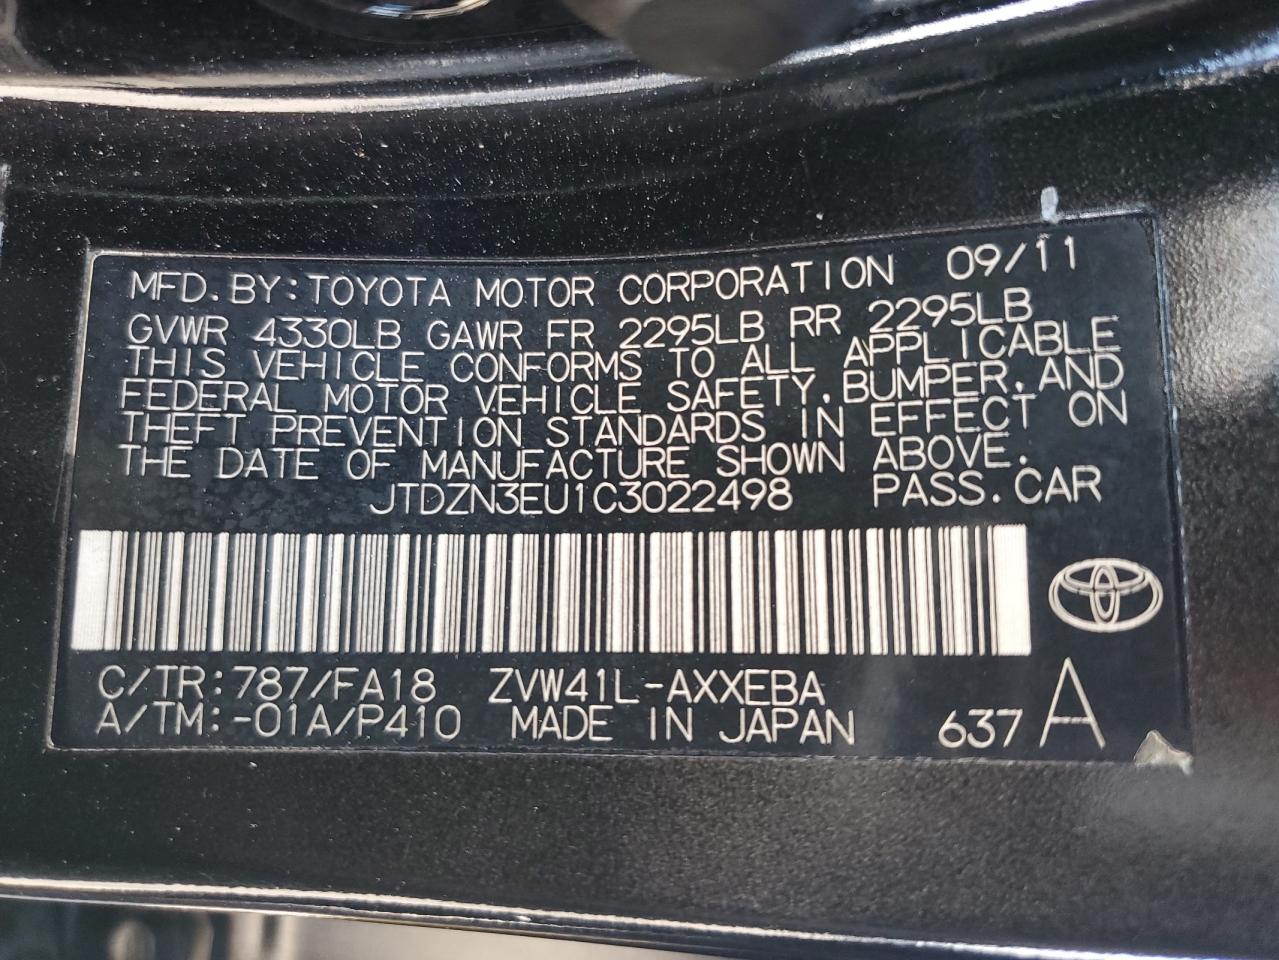 MFD.BY:TOYOTA MOTOR CORPORATION 09/11
GVWR 4330LB GAWR FR 2295LB RR 2295LB
THIS VEHICLE CONFORMS TO ALL APPLICABLE
FEDERAL MOTOR VEHICLE SAFETY,BUMPER,AND
THEFT PREVENTION STANDARDS IN EFFECT ON
THE DATE OF MANUFACTURE SHOWN ABOVE.
JTDZN3EU1C3022498 PASS.CAR
C/TR:787/FA18 ZVW41L-AXXEBA
A/TM:-01A/P410 MADE IN JAPAN 637 A